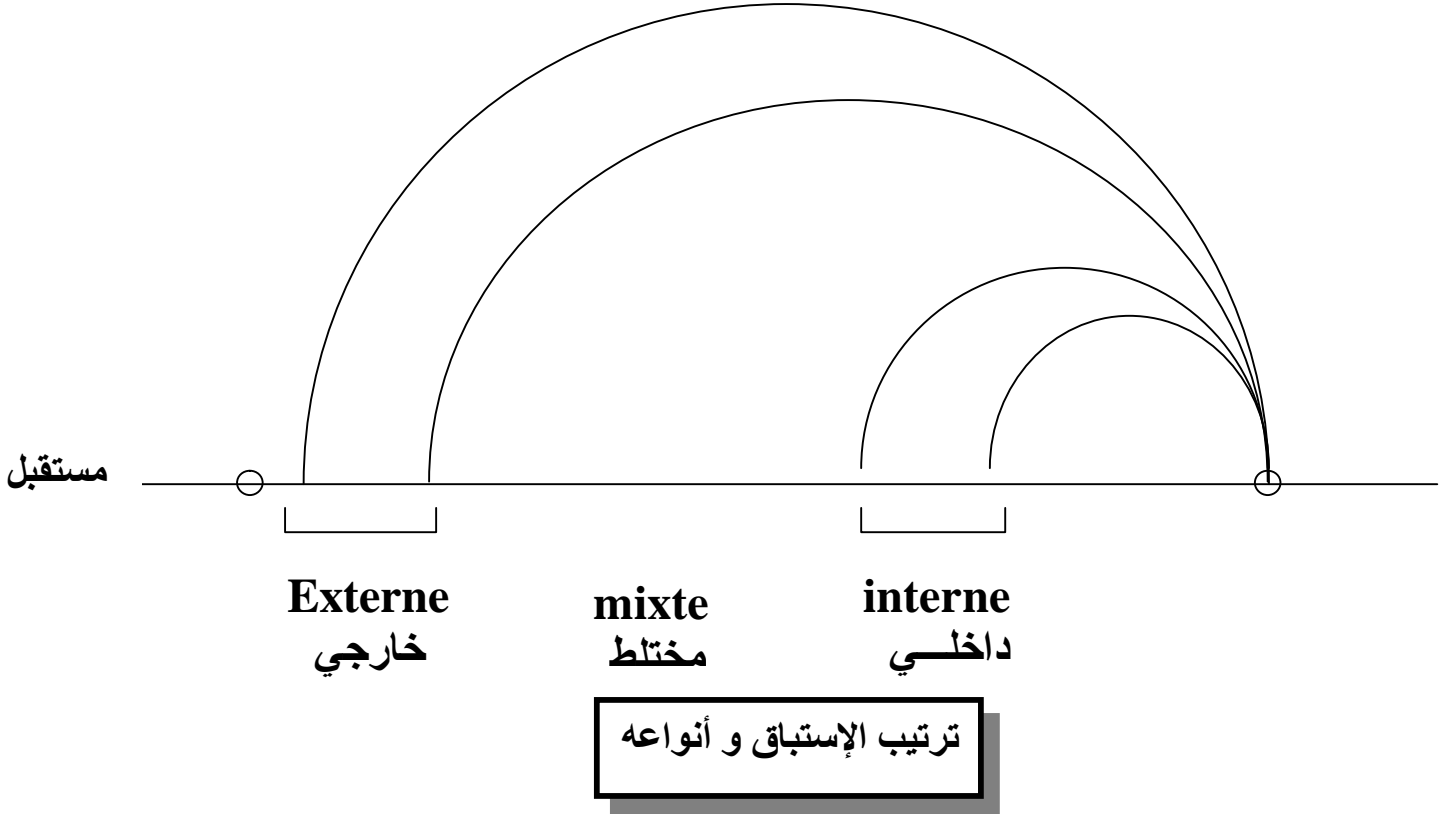 مستقبل
Externe
خارجي
mixte
مختلط
interne
داخلـــي
ترتيب الإستباق و أنواعه